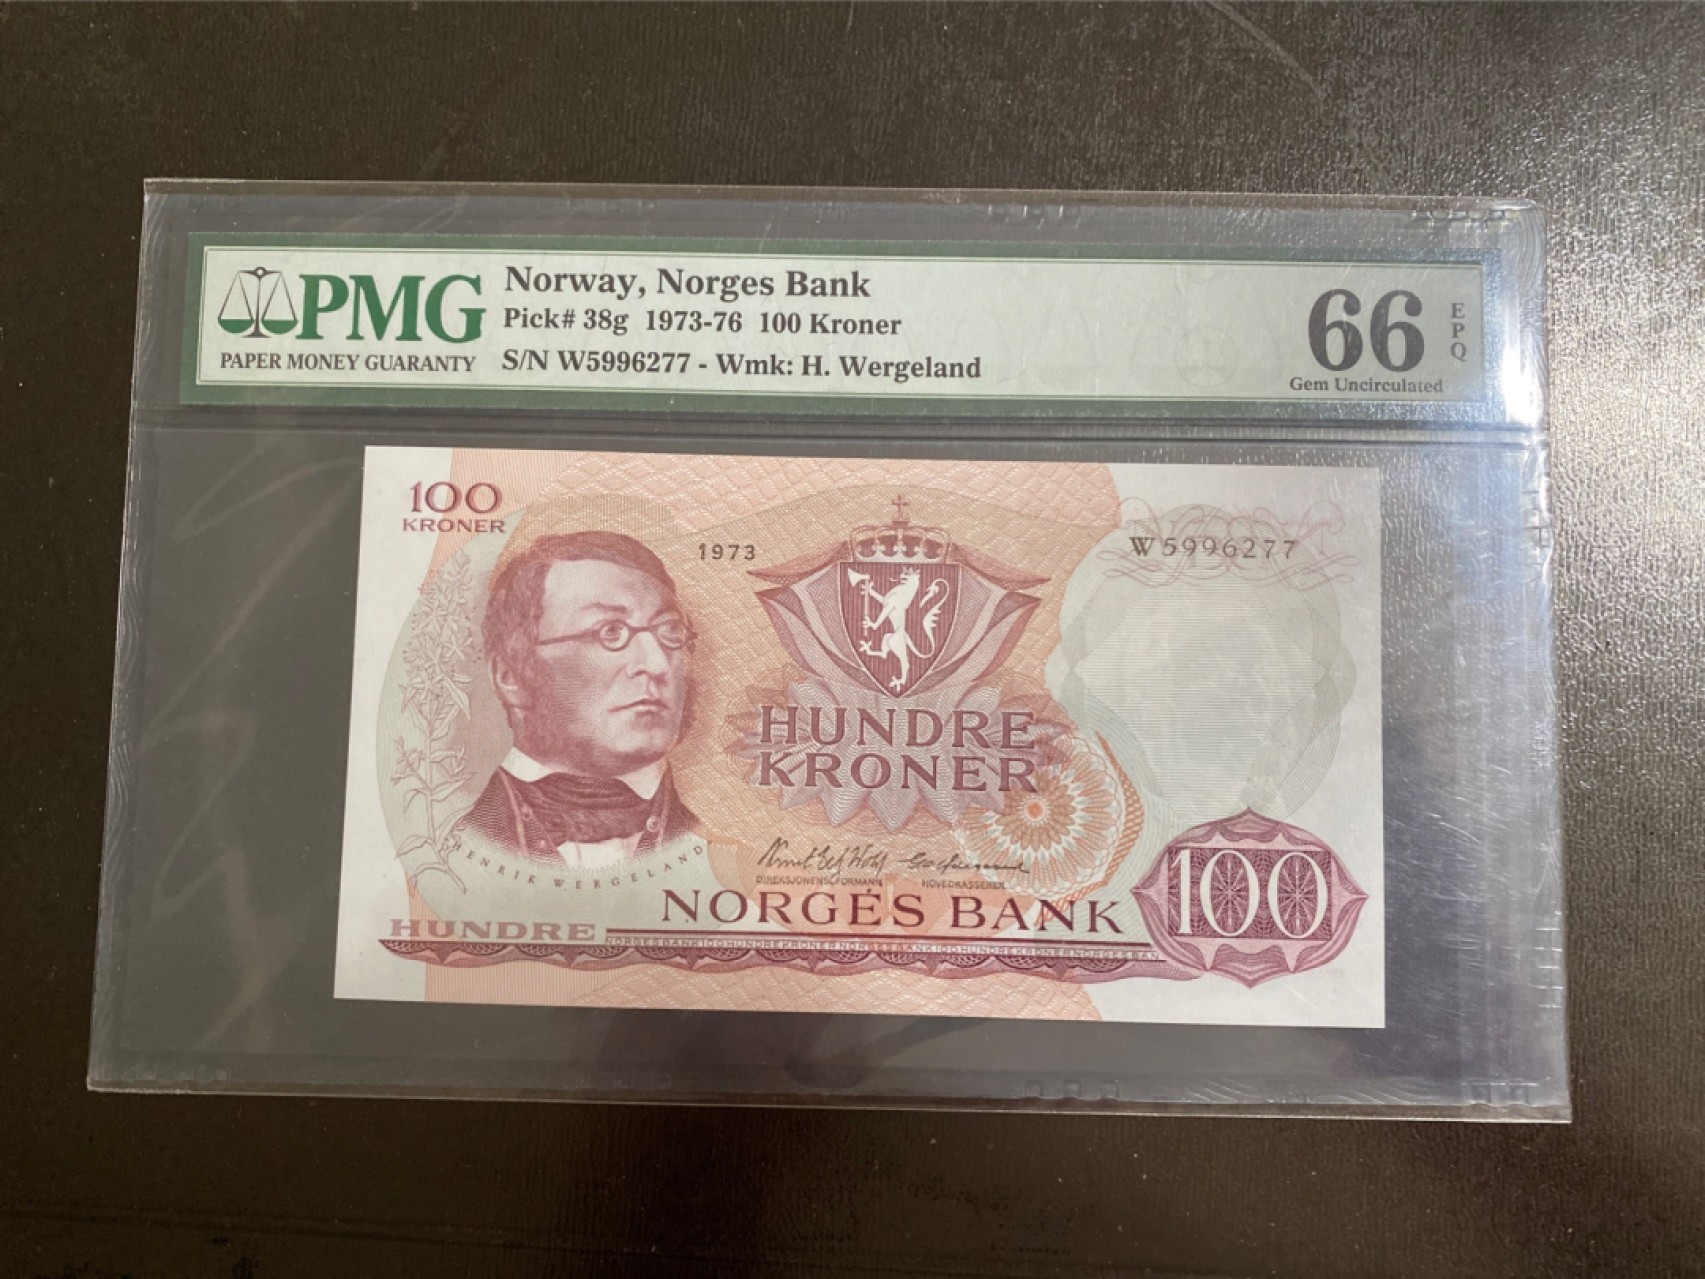 PMG
PAPER MONEY GUARANTY
Norway, Norges Bank
Pick# 38g 1973-76 100 Kroner
S/N W5996277 - Wmk: H. Wergeland
66
EPQ
Gem Uncirculated
100
KRONER
1973
W5996277
HUNDRE
KRONER
HENRIK WERGELAND
DIREKSJONENS FORMANN HOVEDKASSERER
NORGES BANK
HUNDRE
100
NORGESBANK100HUNDREKRONERNORGESBANK100HUNDREKRONERNORGESBAN